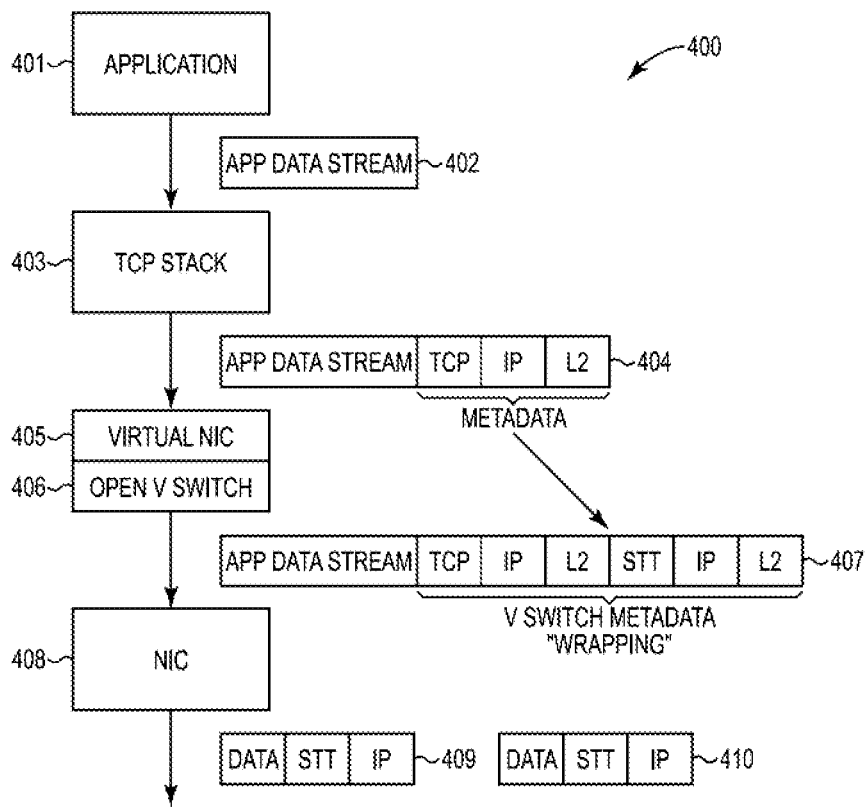 400
401 APPLICATION
APP DATA STREAM 402
403 TCP STACK
APP DATA STREAM TCP IP L2 404
METADATA
405 VIRTUAL NIC
406 OPEN V SWITCH
APP DATA STREAM TCP IP L2 STT IP L2 407
V SWITCH METADATA
"WRAPPING"
408 NIC
DATA STT IP 409 DATA STT IP 410